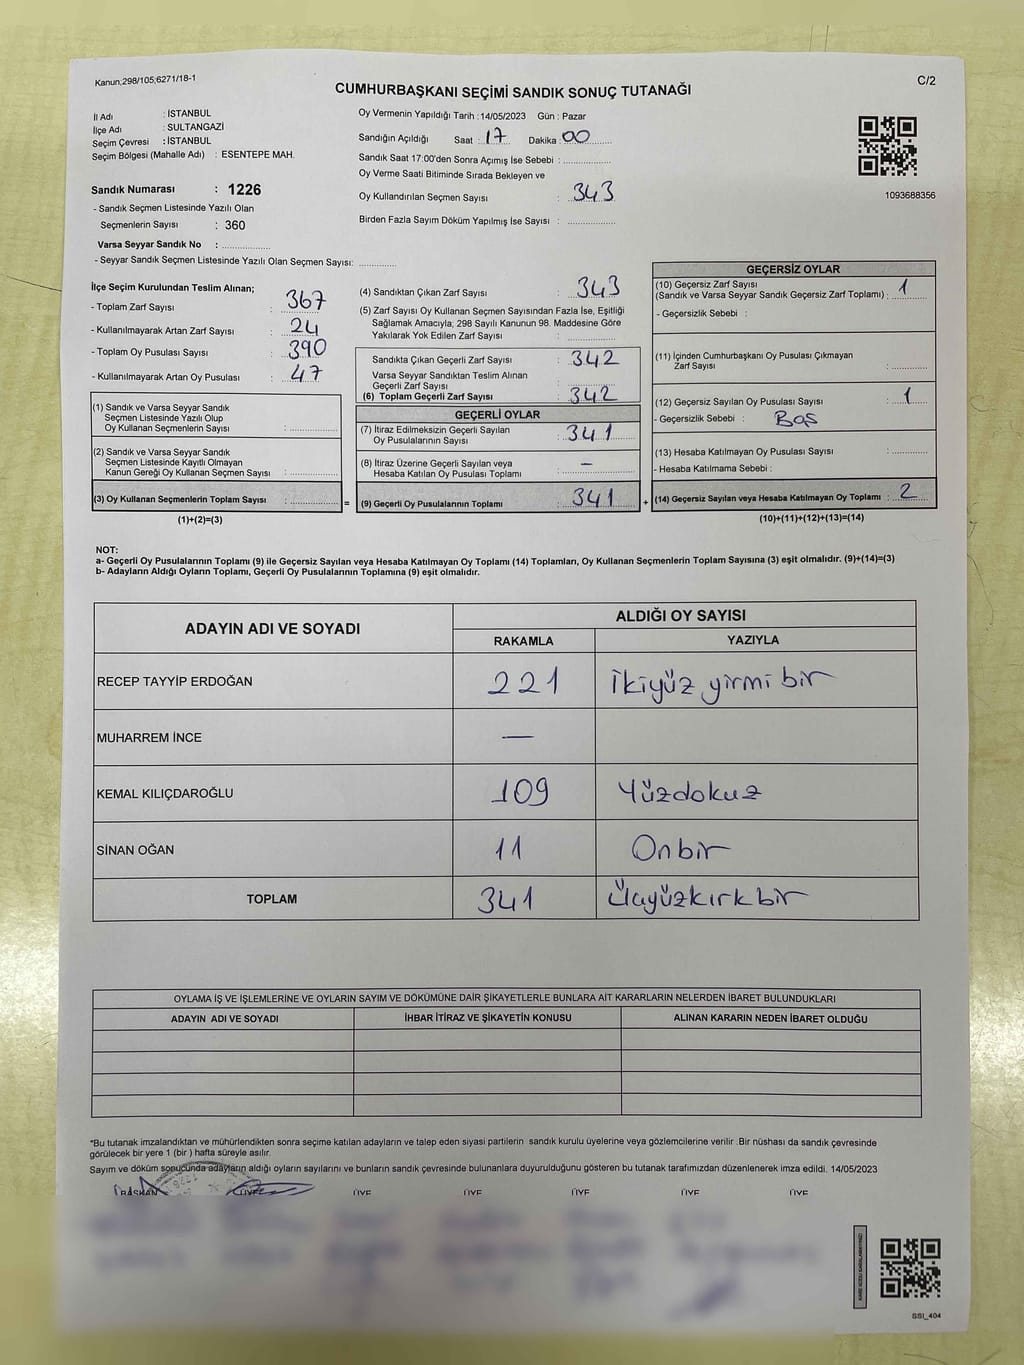 Kanun,298/105;6271/18-1
C/2
CUMHURBAŞKANI SEÇİMİ SANDIK SONUÇ TUTANAĞI
İl Adı : İSTANBUL
İlçe Adı : SULTANGAZİ
Seçim Çevresi : İSTANBUL
Seçim Bölgesi (Mahalle Adı) : ESENTEPE MAH.
Sandık Numarası : 1226
- Sandık Seçmen Listesinde Yazılı Olan
Seçmenlerin Sayısı : 360
Varsa Seyyar Sandık No : ..................
- Seyyar Sandık Seçmen Listesinde Yazılı Olan Seçmen Sayısı: ..............
Oy Vermenin Yapıldığı Tarih : 14/05/2023 Gün : Pazar
Sandığın Açıldığı Saat : 17 Dakika : 00
Sandık Saat 17:00'den Sonra Açımış İse Sebebi : ..................
Oy Verme Saati Bitiminde Sırada Bekleyen ve
Oy Kullandırılan Seçmen Sayısı : 343
Birden Fazla Sayım Döküm Yapılmış İse Sayısı : ..................
1093688356
İlçe Seçim Kurulundan Teslim Alınan;
- Toplam Zarf Sayısı : 367
- Kullanılmayarak Artan Zarf Sayısı : 24
- Toplam Oy Pusulası Sayısı : 390
- Kullanılmayarak Artan Oy Pusulası : 47
(1) Sandık ve Varsa Seyyar Sandık
Seçmen Listesinde Yazılı Olup
Oy Kullanan Seçmenlerin Sayısı : ..................
(2) Sandık ve Varsa Seyyar Sandık
Seçmen Listesinde Kayıtlı Olmayan
Kanun Gereği Oy Kullanan Seçmen Sayısı : ..................
(3) Oy Kullanan Seçmenlerin Toplam Sayısı : .................. =
(1)+(2)=(3)
(4) Sandıktan Çıkan Zarf Sayısı : 343
(5) Zarf Sayısı Oy Kullanan Seçmen Sayısından Fazla İse, Eşitliği
Sağlamak Amacıyla, 298 Sayılı Kanunun 98. Maddesine Göre
Yakılarak Yok Edilen Zarf Sayısı : ..................
Sandıkta Çıkan Geçerli Zarf Sayısı : 342
Varsa Seyyar Sandıktan Teslim Alınan
Geçerli Zarf Sayısı : ..................
(6) Toplam Geçerli Zarf Sayısı : 342
GEÇERLİ OYLAR
(7) İtiraz Edilmeksizin Geçerli Sayılan
Oy Pusulalarının Sayısı : 341
(8) İtiraz Üzerine Geçerli Sayılan veya
Hesaba Katılan Oy Pusulası Toplamı : —
(9) Geçerli Oy Pusulalarının Toplamı : 341 +
GEÇERSİZ OYLAR
(10) Geçersiz Zarf Sayısı
(Sandık ve Varsa Seyyar Sandık Geçersiz Zarf Toplamı) : 1
- Geçersizlik Sebebi :
(11) İçinden Cumhurbaşkanı Oy Pusulası Çıkmayan
Zarf Sayısı : ............
(12) Geçersiz Sayılan Oy Pusulası Sayısı : 1
- Geçersizlik Sebebi : Boş
(13) Hesaba Katılmayan Oy Pusulası Sayısı : ............
- Hesaba Katılmama Sebebi :
(14) Geçersiz Sayılan veya Hesaba Katılmayan Oy Toplamı : 2
(10)+(11)+(12)+(13)=(14)
NOT:
a- Geçerli Oy Pusulalarının Toplamı (9) ile Geçersiz Sayılan veya Hesaba Katılmayan Oy Toplamı (14) Toplamları, Oy Kullanan Seçmenlerin Toplam Sayısına (3) eşit olmalıdır. (9)+(14)=(3)
b- Adayların Aldığı Oyların Toplamı, Geçerli Oy Pusulalarının Toplamına (9) eşit olmalıdır.
ADAYIN ADI VE SOYADI
ALDIĞI OY SAYISI
RAKAMLA YAZIYLA
RECEP TAYYİP ERDOĞAN 221 İkiyüz yirmi bir
MUHARREM İNCE —
KEMAL KILIÇDAROĞLU 109 Yüzdokuz
SİNAN OĞAN 11 Onbir
TOPLAM 341 Üçyüzkırkbir
OYLAMA İŞ VE İŞLEMLERİNE VE OYLARIN SAYIM VE DÖKÜMÜNE DAİR ŞİKAYETLERLE BUNLARA AİT KARARLARIN NELERDEN İBARET BULUNDUKLARI
ADAYIN ADI VE SOYADI İHBAR İTİRAZ VE ŞİKAYETİN KONUSU ALINAN KARARIN NEDEN İBARET OLDUĞU
*Bu tutanak imzalandıktan ve mühürlendikten sonra seçime katılan adayların ve talep eden siyasi partilerin sandık kurulu üyelerine veya gözlemcilerine verilir .Bir nüshası da sandık çevresinde
görülecek bir yere 1 (bir ) hafta süreyle asılır.
Sayım ve döküm sonucunda adayların aldığı oyların sayılarını ve bunların sandık çevresinde bulunanlara duyurulduğunu gösteren bu tutanak tarafımızdan düzenlenerek imza edildi. 14/05/2023
BAŞKAN ÜYE ÜYE ÜYE ÜYE ÜYE ÜYE
SSI_404